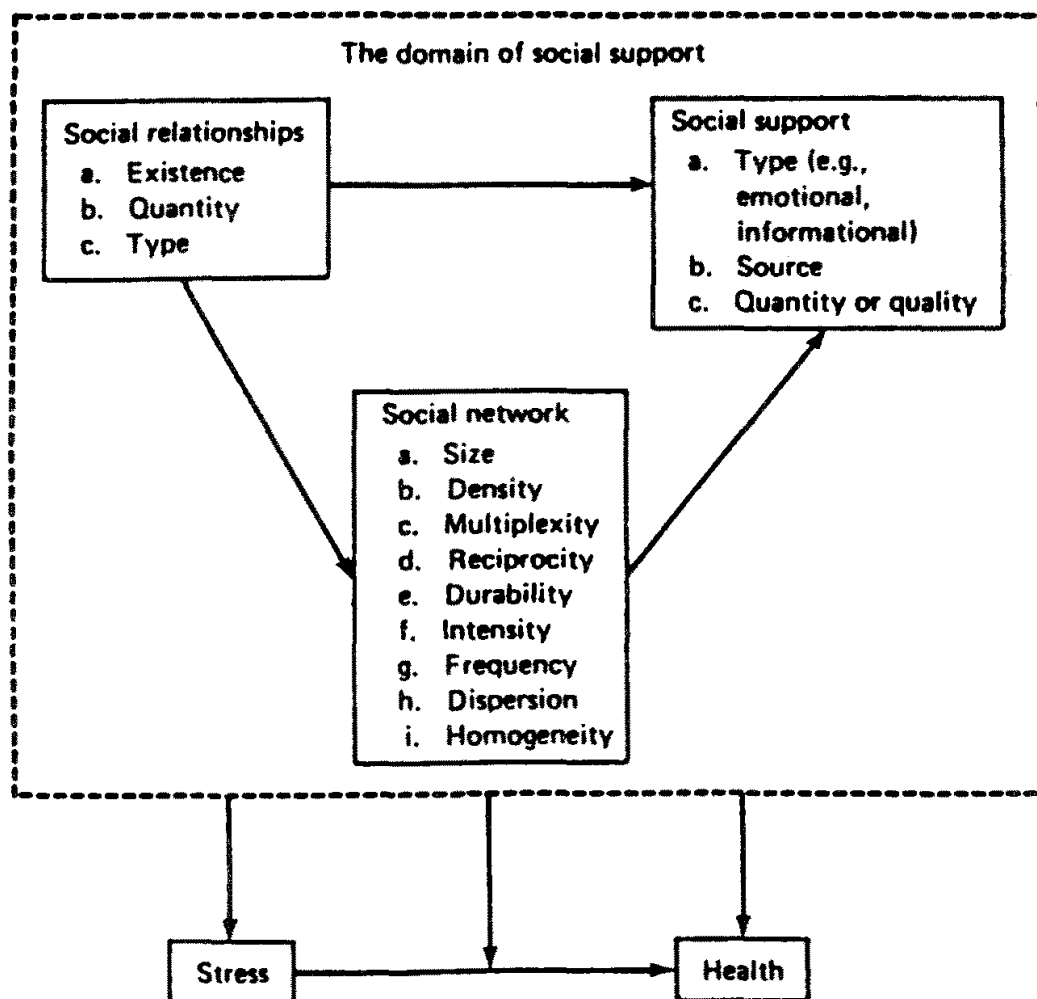 The domain of social support
Social relationships
a. Existence
b. Quantity
c. Type
Social support
a. Type (e.g.,
emotional,
informational)
b. Source
c. Quantity or quality
Social network
a. Size
b. Density
c. Multiplexity
d. Reciprocity
e. Durability
f. Intensity
g. Frequency
h. Dispersion
i. Homogeneity
Stress
Health